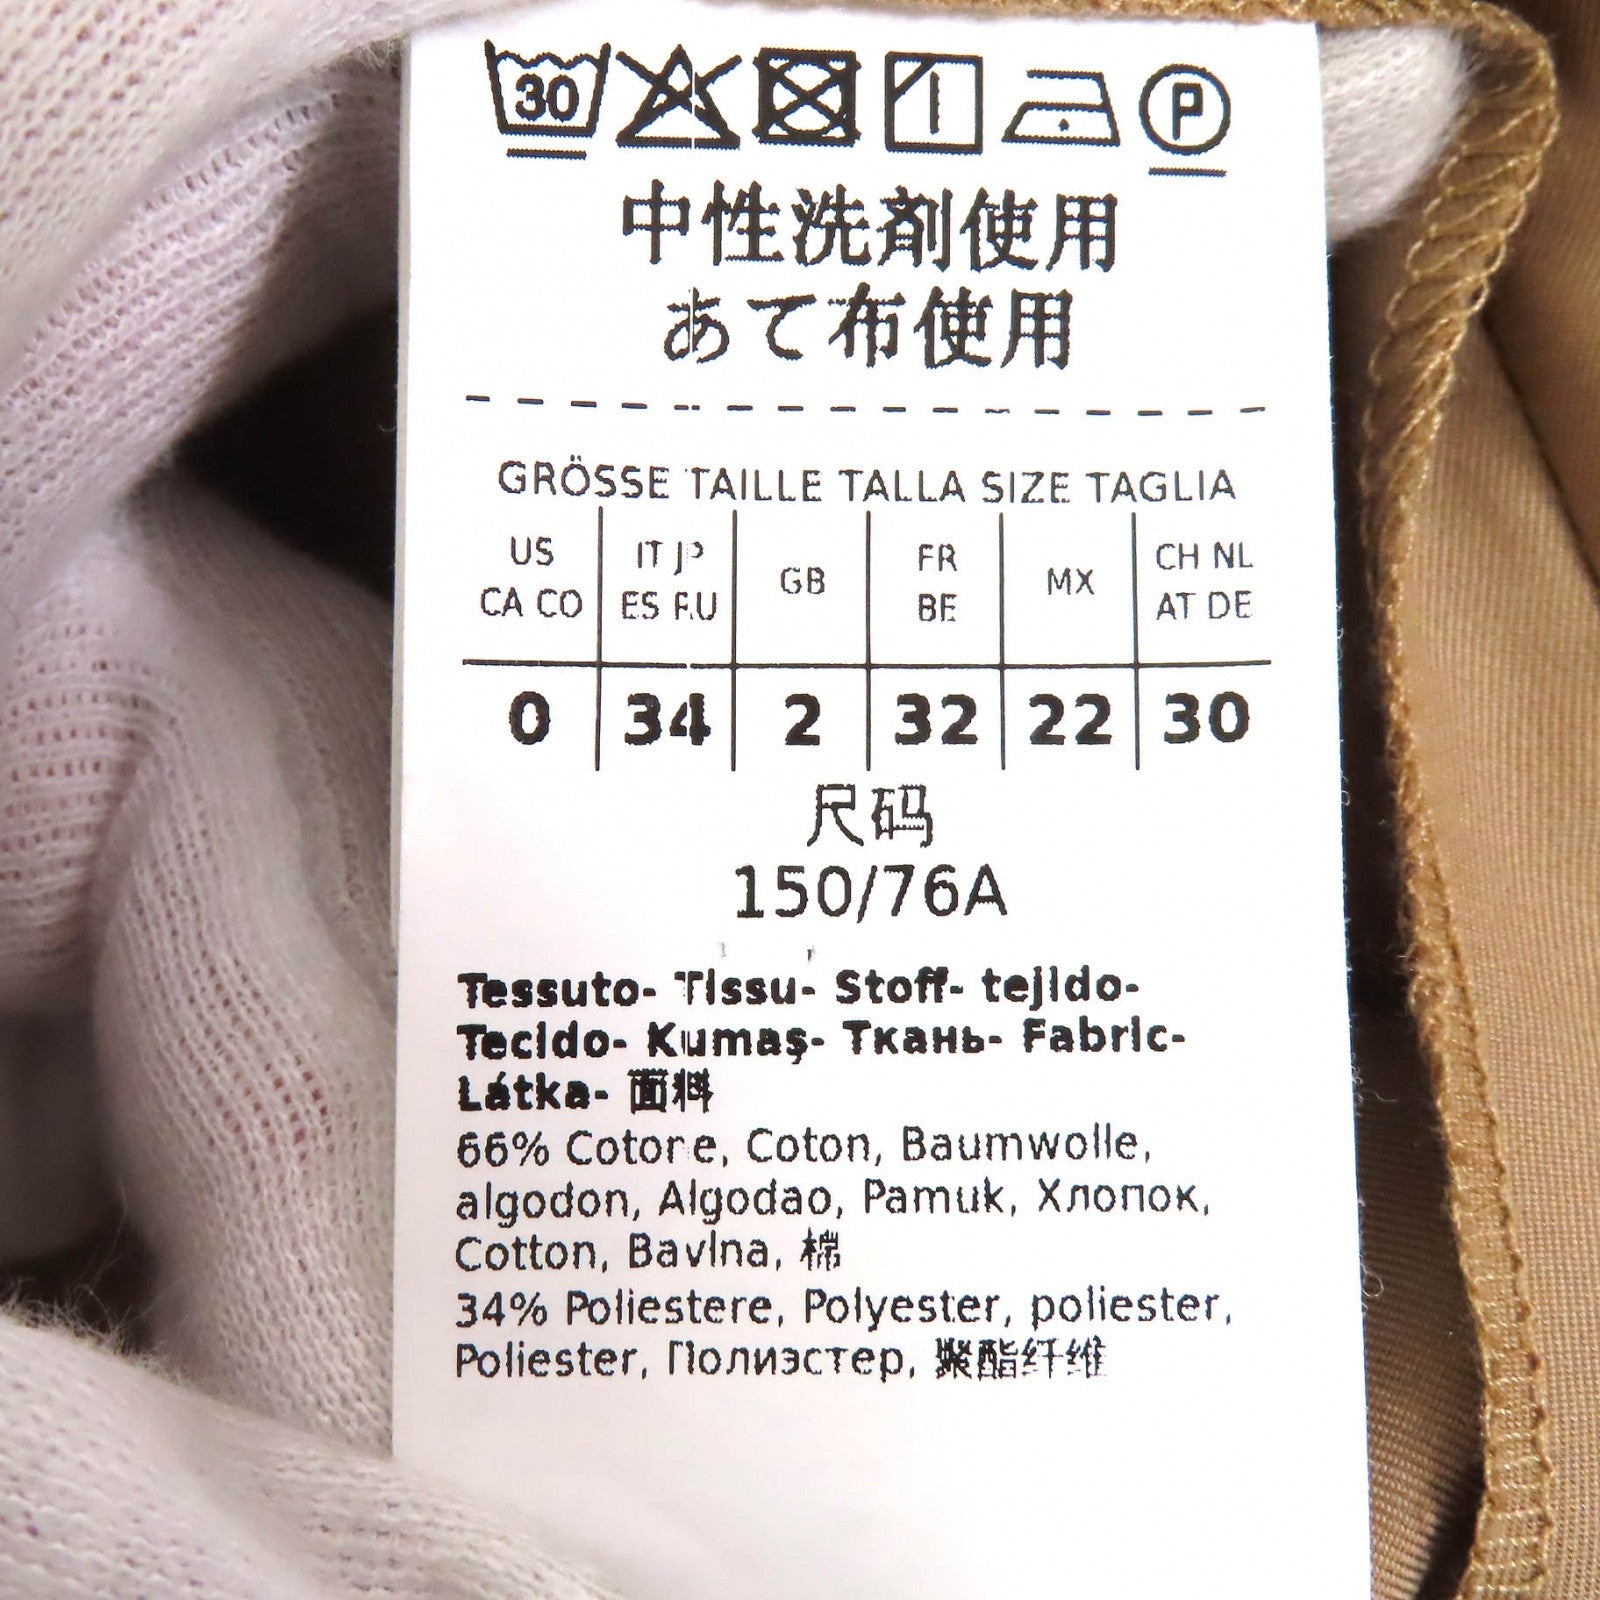 30 P
中性洗剤使用
あて布使用
GRÖSSE TAILLE TALLA SIZE TAGLIA
US IT JP GB FR MX CH NL
CA CO ES RU BE AT DE
0 34 2 32 22 30
尺码
150/76A
Tessuto- Tissu- Stoff- tejido-
Tecido- Kumaş- Ткань- Fabric-
Látka- 面料
66% Cotone, Coton, Baumwolle,
algodon, Algodao, Pamuk, Хлопок,
Cotton, Bavlna, 棉
34% Poliestere, Polyester, poliester,
Poliester, Полиэстер, 聚酯纤维